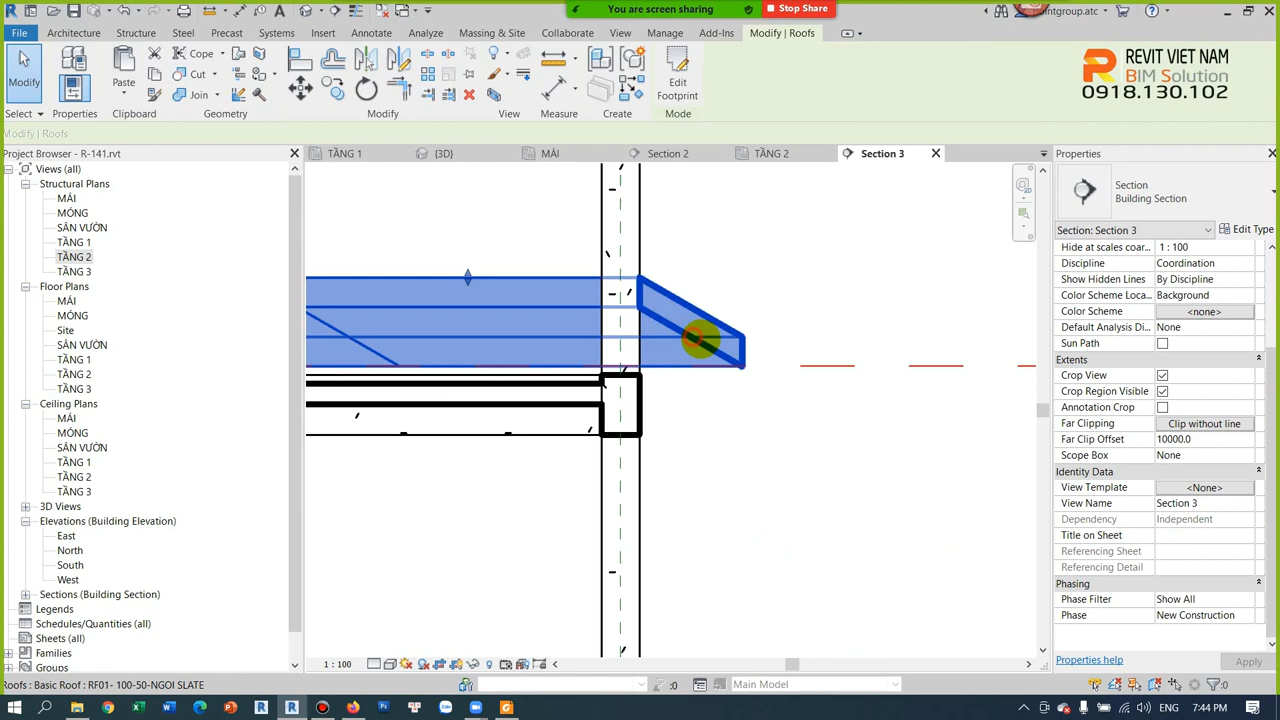 You are screen sharing
Stop Share
File
Architecture
Structure
Steel
Precast
Systems
Insert
Annotate
Analyze
Massing & Site
Collaborate
View
Manage
Add-Ins
Modify | Roofs
Modify
Paste
Cope
Cut
Join
Edit
Footprint
Select
Properties
Clipboard
Geometry
Modify
View
Measure
Create
Mode
REVIT VIET NAM
BIM Solution
0918.130.102
Modify | Roofs
Project Browser - R-141.rvt
TẦNG 1
{3D}
MÁI
Section 2
TẦNG 2
Section 3
Properties
Views (all)
Structural Plans
MÁI
MÓNG
SÂN VƯỜN
TẦNG 1
TẦNG 2
TẦNG 3
Floor Plans
MÁI
MÓNG
Site
SÂN VƯỜN
TẦNG 1
TẦNG 2
TẦNG 3
Ceiling Plans
MÁI
MÓNG
SÂN VƯỜN
TẦNG 1
TẦNG 2
TẦNG 3
3D Views
Elevations (Building Elevation)
East
North
South
West
Sections (Building Section)
Legends
Schedules/Quantities (all)
Sheets (all)
Families
Groups
Section
Building Section
Section: Section 3
Edit Type
Hide at scales coar... 1 : 100
Discipline Coordination
Show Hidden Lines By Discipline
Color Scheme Loca... Background
Color Scheme <none>
Default Analysis Di... None
Sun Path
Extents
Crop View
Crop Region Visible
Annotation Crop
Far Clipping Clip without line
Far Clip Offset 10000.0
Scope Box None
Identity Data
View Template <None>
View Name Section 3
Dependency Independent
Title on Sheet
Referencing Sheet
Referencing Detail
Phasing
Phase Filter Show All
Phase New Construction
Properties help
Apply
1 : 100
Roofs : Basic Roof : RF01- 100-50-NGOI SLATE
:0
Main Model
:0
ENG
7:44 PM